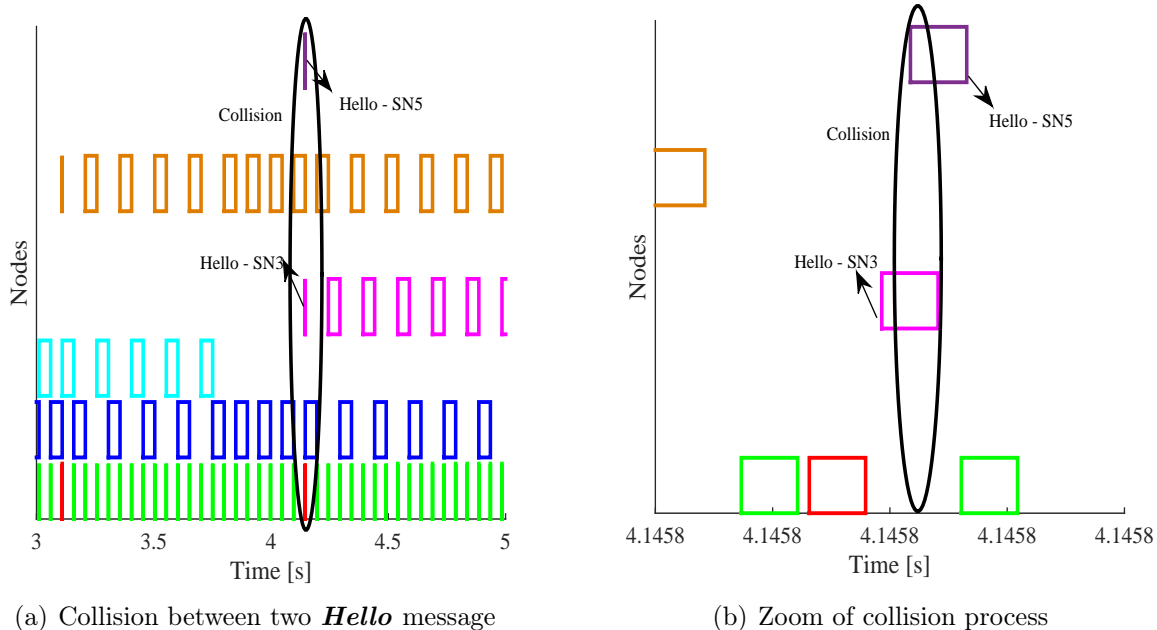 Hello - SN5
Collision
Hello - SN3
Nodes
3
3.5
4
4.5
5
Time [s]
(a) Collision between two Hello message
Hello - SN5
Collision
Hello - SN3
Nodes
4.1458
4.1458
4.1458
4.1458
4.1458
Time [s]
(b) Zoom of collision process